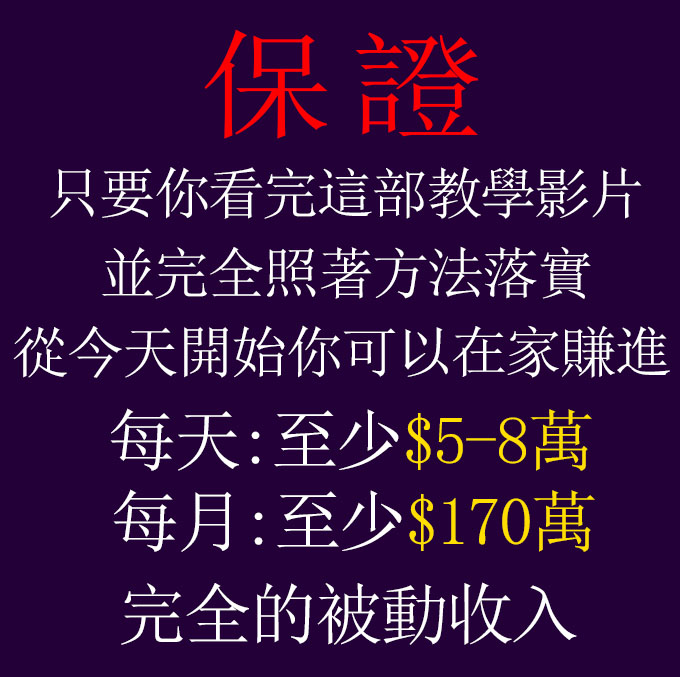 保證
只要你看完這部教學影片
並完全照著方法落實
從今天開始你可以在家賺進
每天:至少$5-8萬
每月:至少$170萬
完全的被動收入